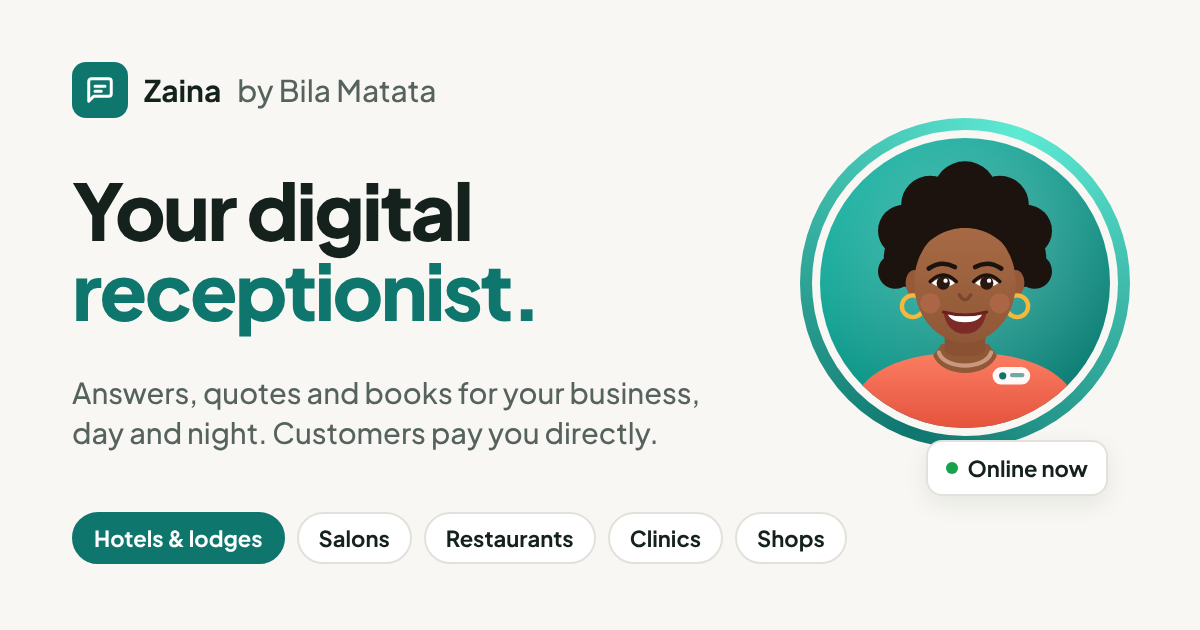 Zaina by Bila Matata
Your digital
receptionist.
Answers, quotes and books for your business,
day and night. Customers pay you directly.
Online now
Hotels & lodges
Salons
Restaurants
Clinics
Shops